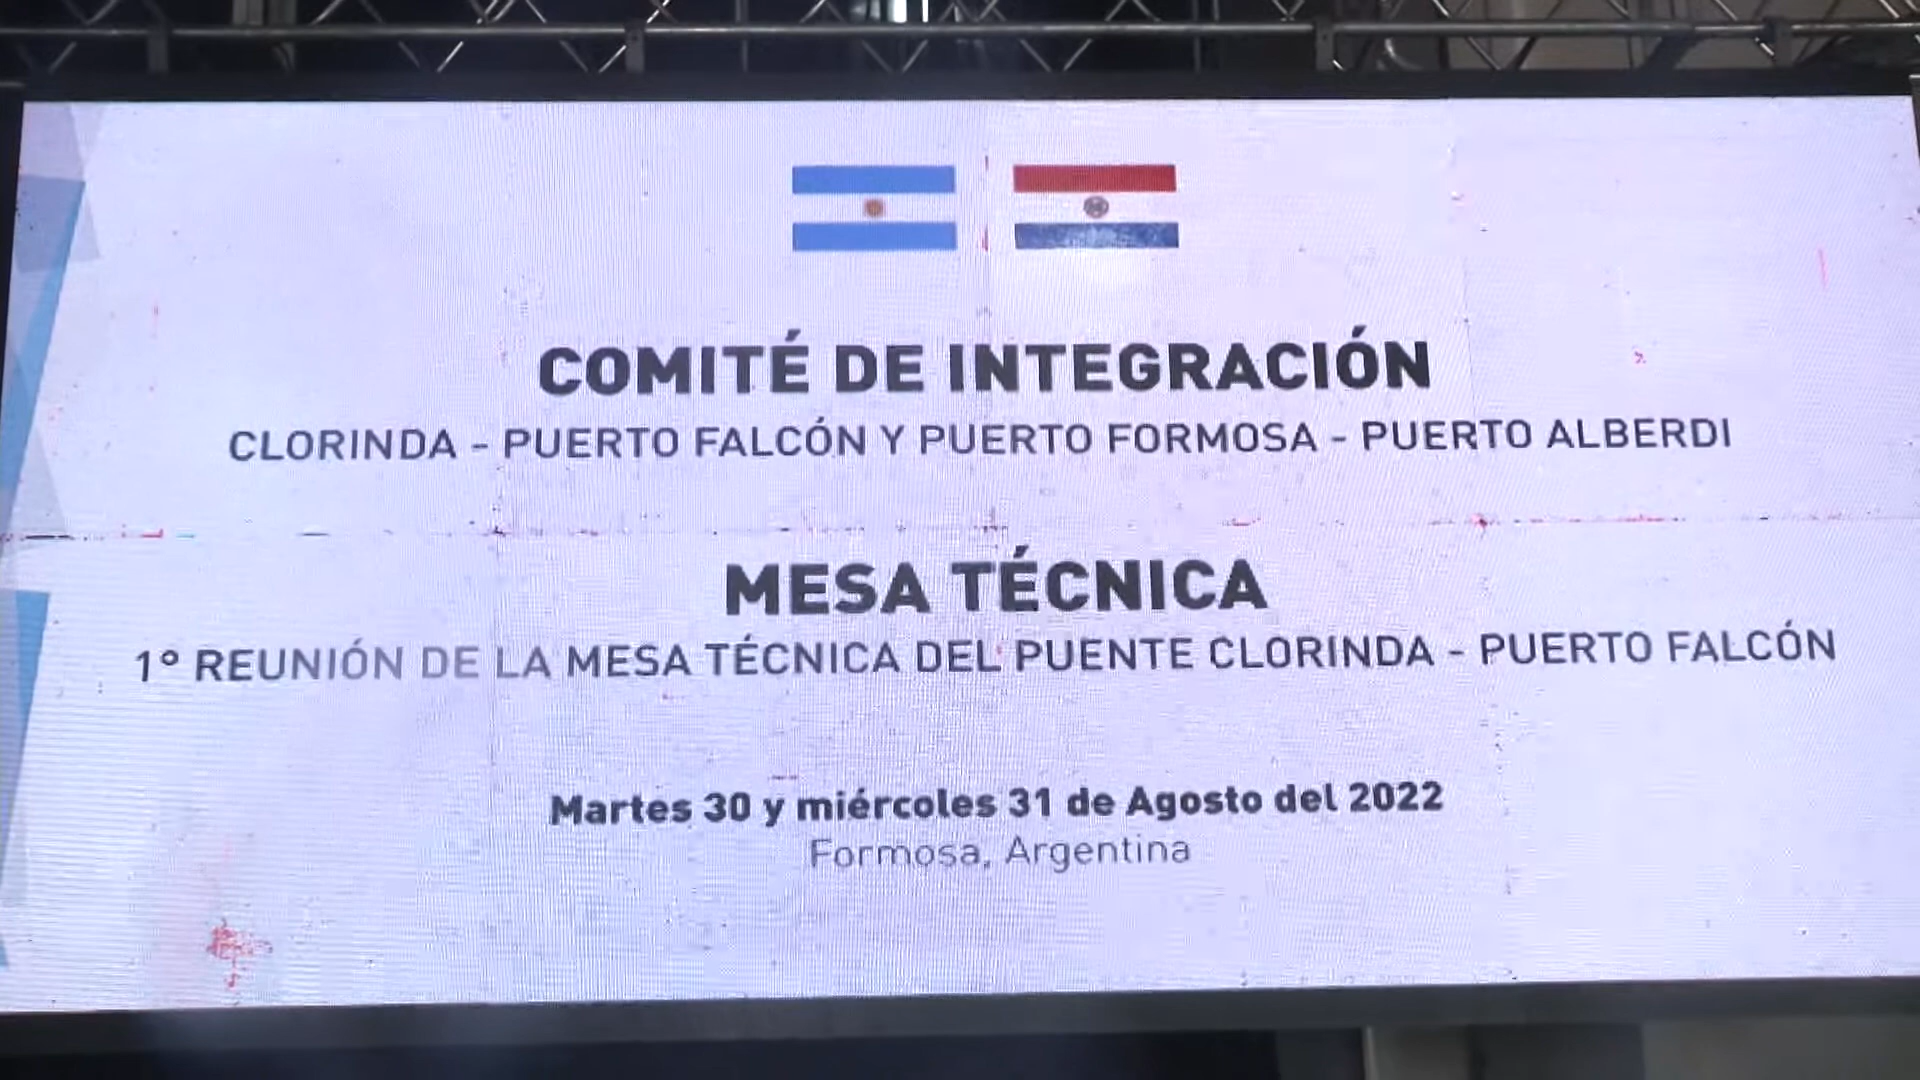 COMITÉ DE INTEGRACIÓN
CLORINDA - PUERTO FALCÓN Y PUERTO FORMOSA - PUERTO ALBERDI
MESA TÉCNICA
1° REUNIÓN DE LA MESA TÉCNICA DEL PUENTE CLORINDA - PUERTO FALCÓN
Martes 30 y miércoles 31 de Agosto del 2022
Formosa, Argentina